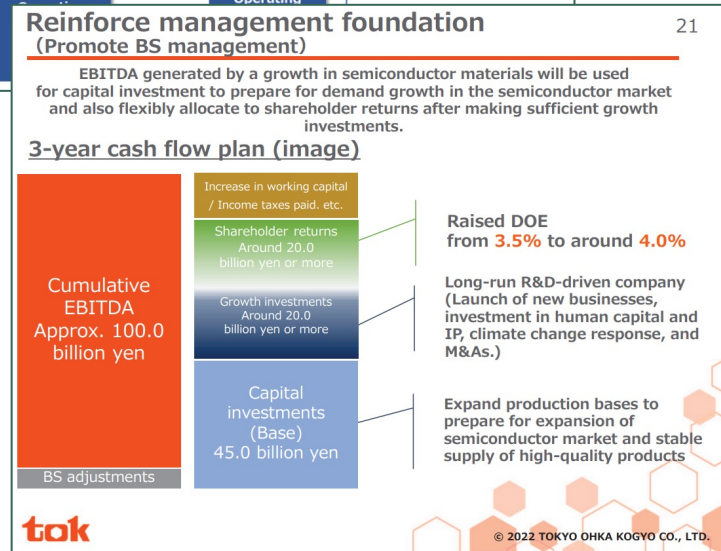 Operating
Reinforce management foundation
21
（Promote BS management）
EBITDA generated by a growth in semiconductor materials will be used
for capital investment to prepare for demand growth in the semiconductor market
and also flexibly allocate to shareholder returns after making sufficient growth
investments.
3-year cash flow plan (image)
Cumulative
EBITDA
Approx. 100.0
billion yen
BS adjustments
Increase in working capital
/ Income taxes paid. etc.
Shareholder returns
Around 20.0
billion yen or more
Growth investments
Around 20.0
billion yen or more
Capital
investments
(Base)
45.0 billion yen
Raised DOE
from 3.5% to around 4.0%
Long-run R&D-driven company
(Launch of new businesses,
investment in human capital and
IP, climate change response, and
M&As.)
Expand production bases to
prepare for expansion of
semiconductor market and stable
supply of high-quality products
tok
© 2022 TOKYO OHKA KOGYO CO., LTD.